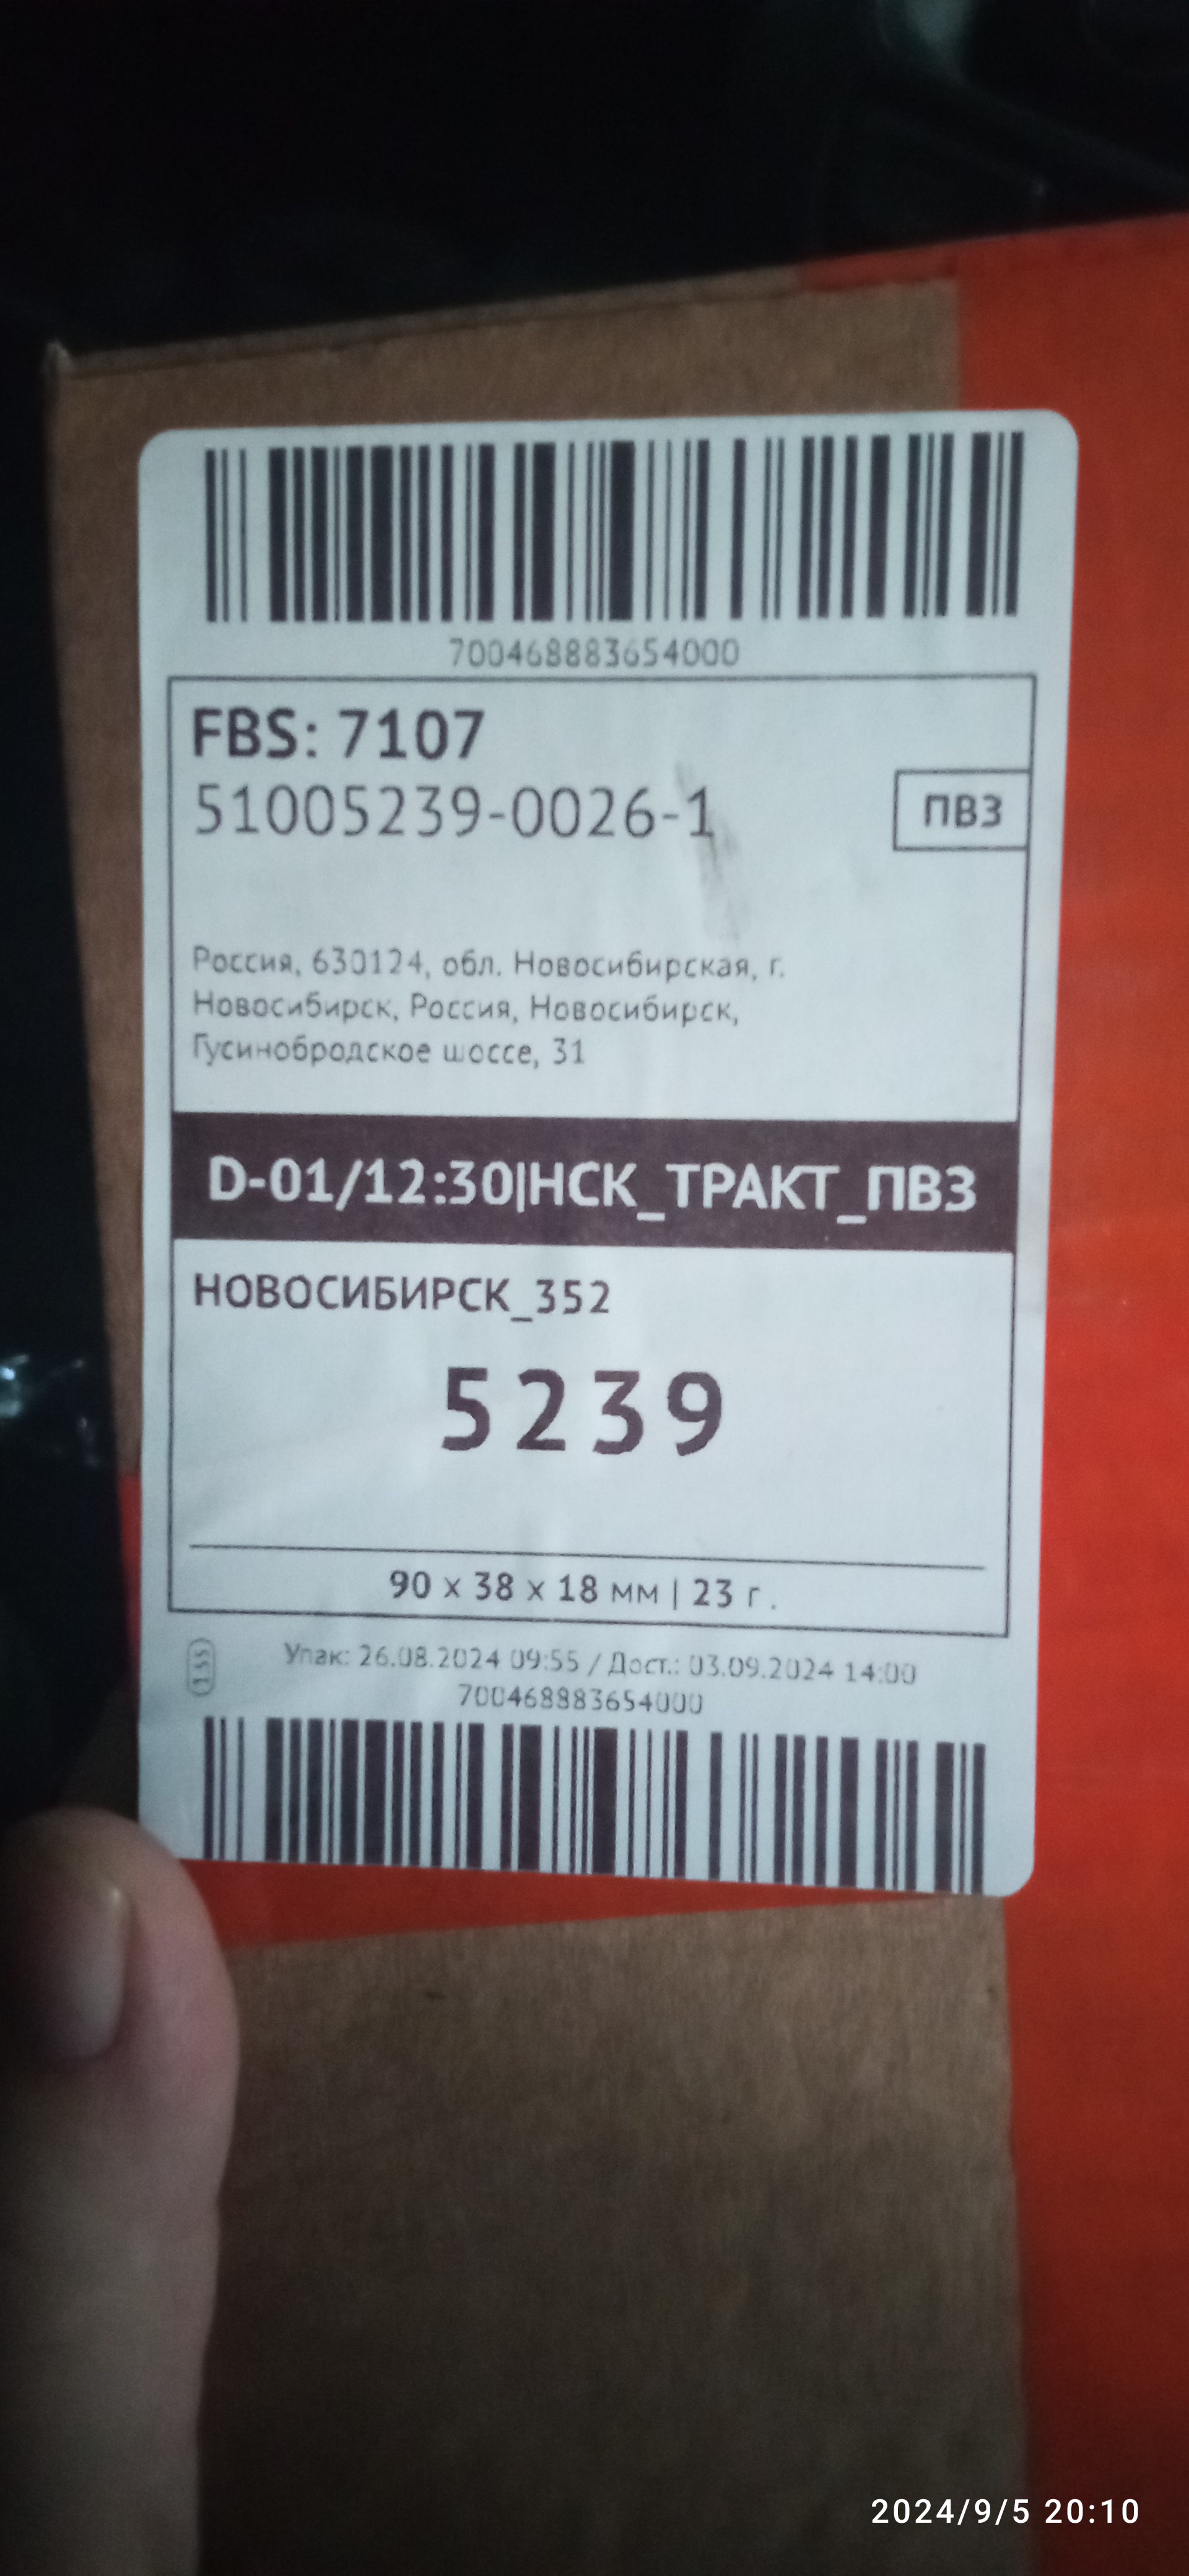 700468883654000
FBS: 7107
51005239-0026-1
ПВЗ
Россия, 630124, обл. Новосибирская, г.
Новосибирск, Россия, Новосибирск,
Гусинобродское шоссе, 31
D-01/12:30|НСК_ТРАКТ_ПВЗ
НОВОСИБИРСК_352
5239
90 x 38 x 18 мм | 23 г.
155
Упак: 26.08.2024 09:55 / Дост.: 03.09.2024 14:00
700468883654000
2024/9/5 20:10